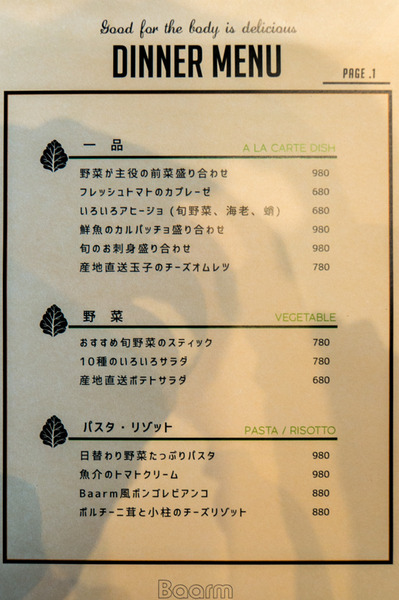 Good for the body is delicious
DINNER MENU
PAGE .1
一品 A LA CARTE DISH
野菜が主役の前菜盛り合わせ 980
フレッシュトマトのカプレーゼ 680
いろいろアヒージョ (旬野菜、海老、蛸) 680
鮮魚のカルパッチョ盛り合わせ 980
旬のお刺身盛り合わせ 980
産地直送玉子のチーズオムレツ 780
野菜 VEGETABLE
おすすめ旬野菜のスティック 780
10種のいろいろサラダ 780
産地直送ポテトサラダ 680
パスタ・リゾット PASTA / RISOTTO
日替わり野菜たっぷりパスタ 980
魚介のトマトクリーム 980
Baarm風ボンゴレビアンコ 880
ポルチーニ茸と小柱のチーズリゾット 880
Baarm